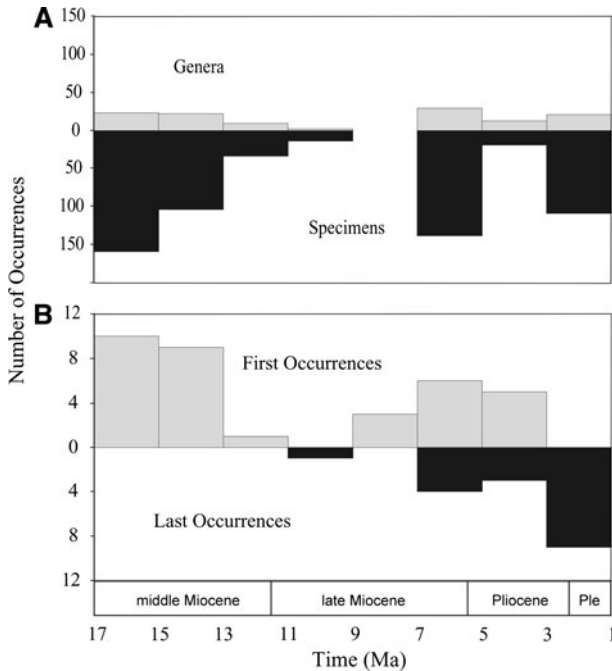 A
150
100
50
0
50
100
150
Genera
Specimens
Number of Occurrences
B
12
8
4
0
4
8
12
First Occurrences
Last Occurrences
middle Miocene late Miocene Pliocene Ple
17 15 13 11 9 7 5 3 1
Time (Ma)